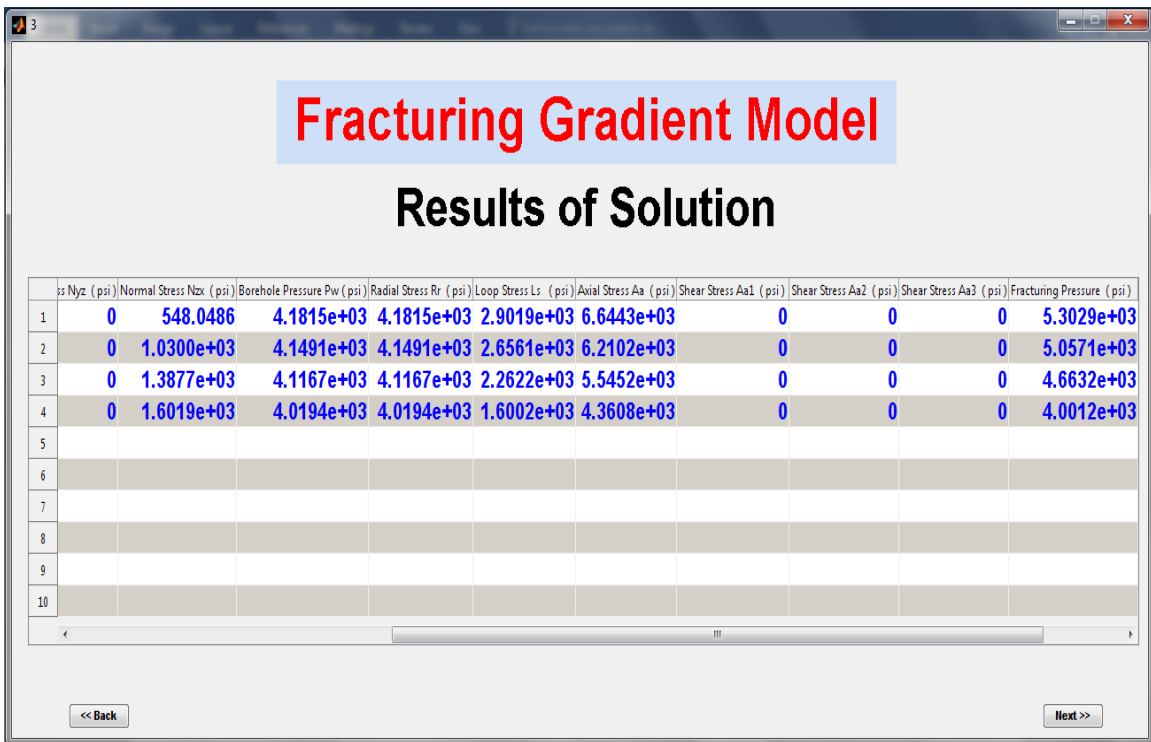 3
Fracturing Gradient Model
Results of Solution
ss Nyz ( psi) Normal Stress Nzx ( psi) Borehole Pressure Pw ( psi) Radial Stress Rr ( psi) Loop Stress Ls ( psi) Axial Stress Aa ( psi) Shear Stress Aa1 ( psi) Shear Stress Aa2 ( psi) Shear Stress Aa3 ( psi) Fracturing Pressure ( psi)
1 0 548.0486 4.1815e+03 4.1815e+03 2.9019e+03 6.6443e+03 0 0 0 5.3029e+03
2 0 1.0300e+03 4.1491e+03 4.1491e+03 2.6561e+03 6.2102e+03 0 0 0 5.0571e+03
3 0 1.3877e+03 4.1167e+03 4.1167e+03 2.2622e+03 5.5452e+03 0 0 0 4.6632e+03
4 0 1.6019e+03 4.0194e+03 4.0194e+03 1.6002e+03 4.3608e+03 0 0 0 4.0012e+03
5
6
7
8
9
10
<< Back Next >>